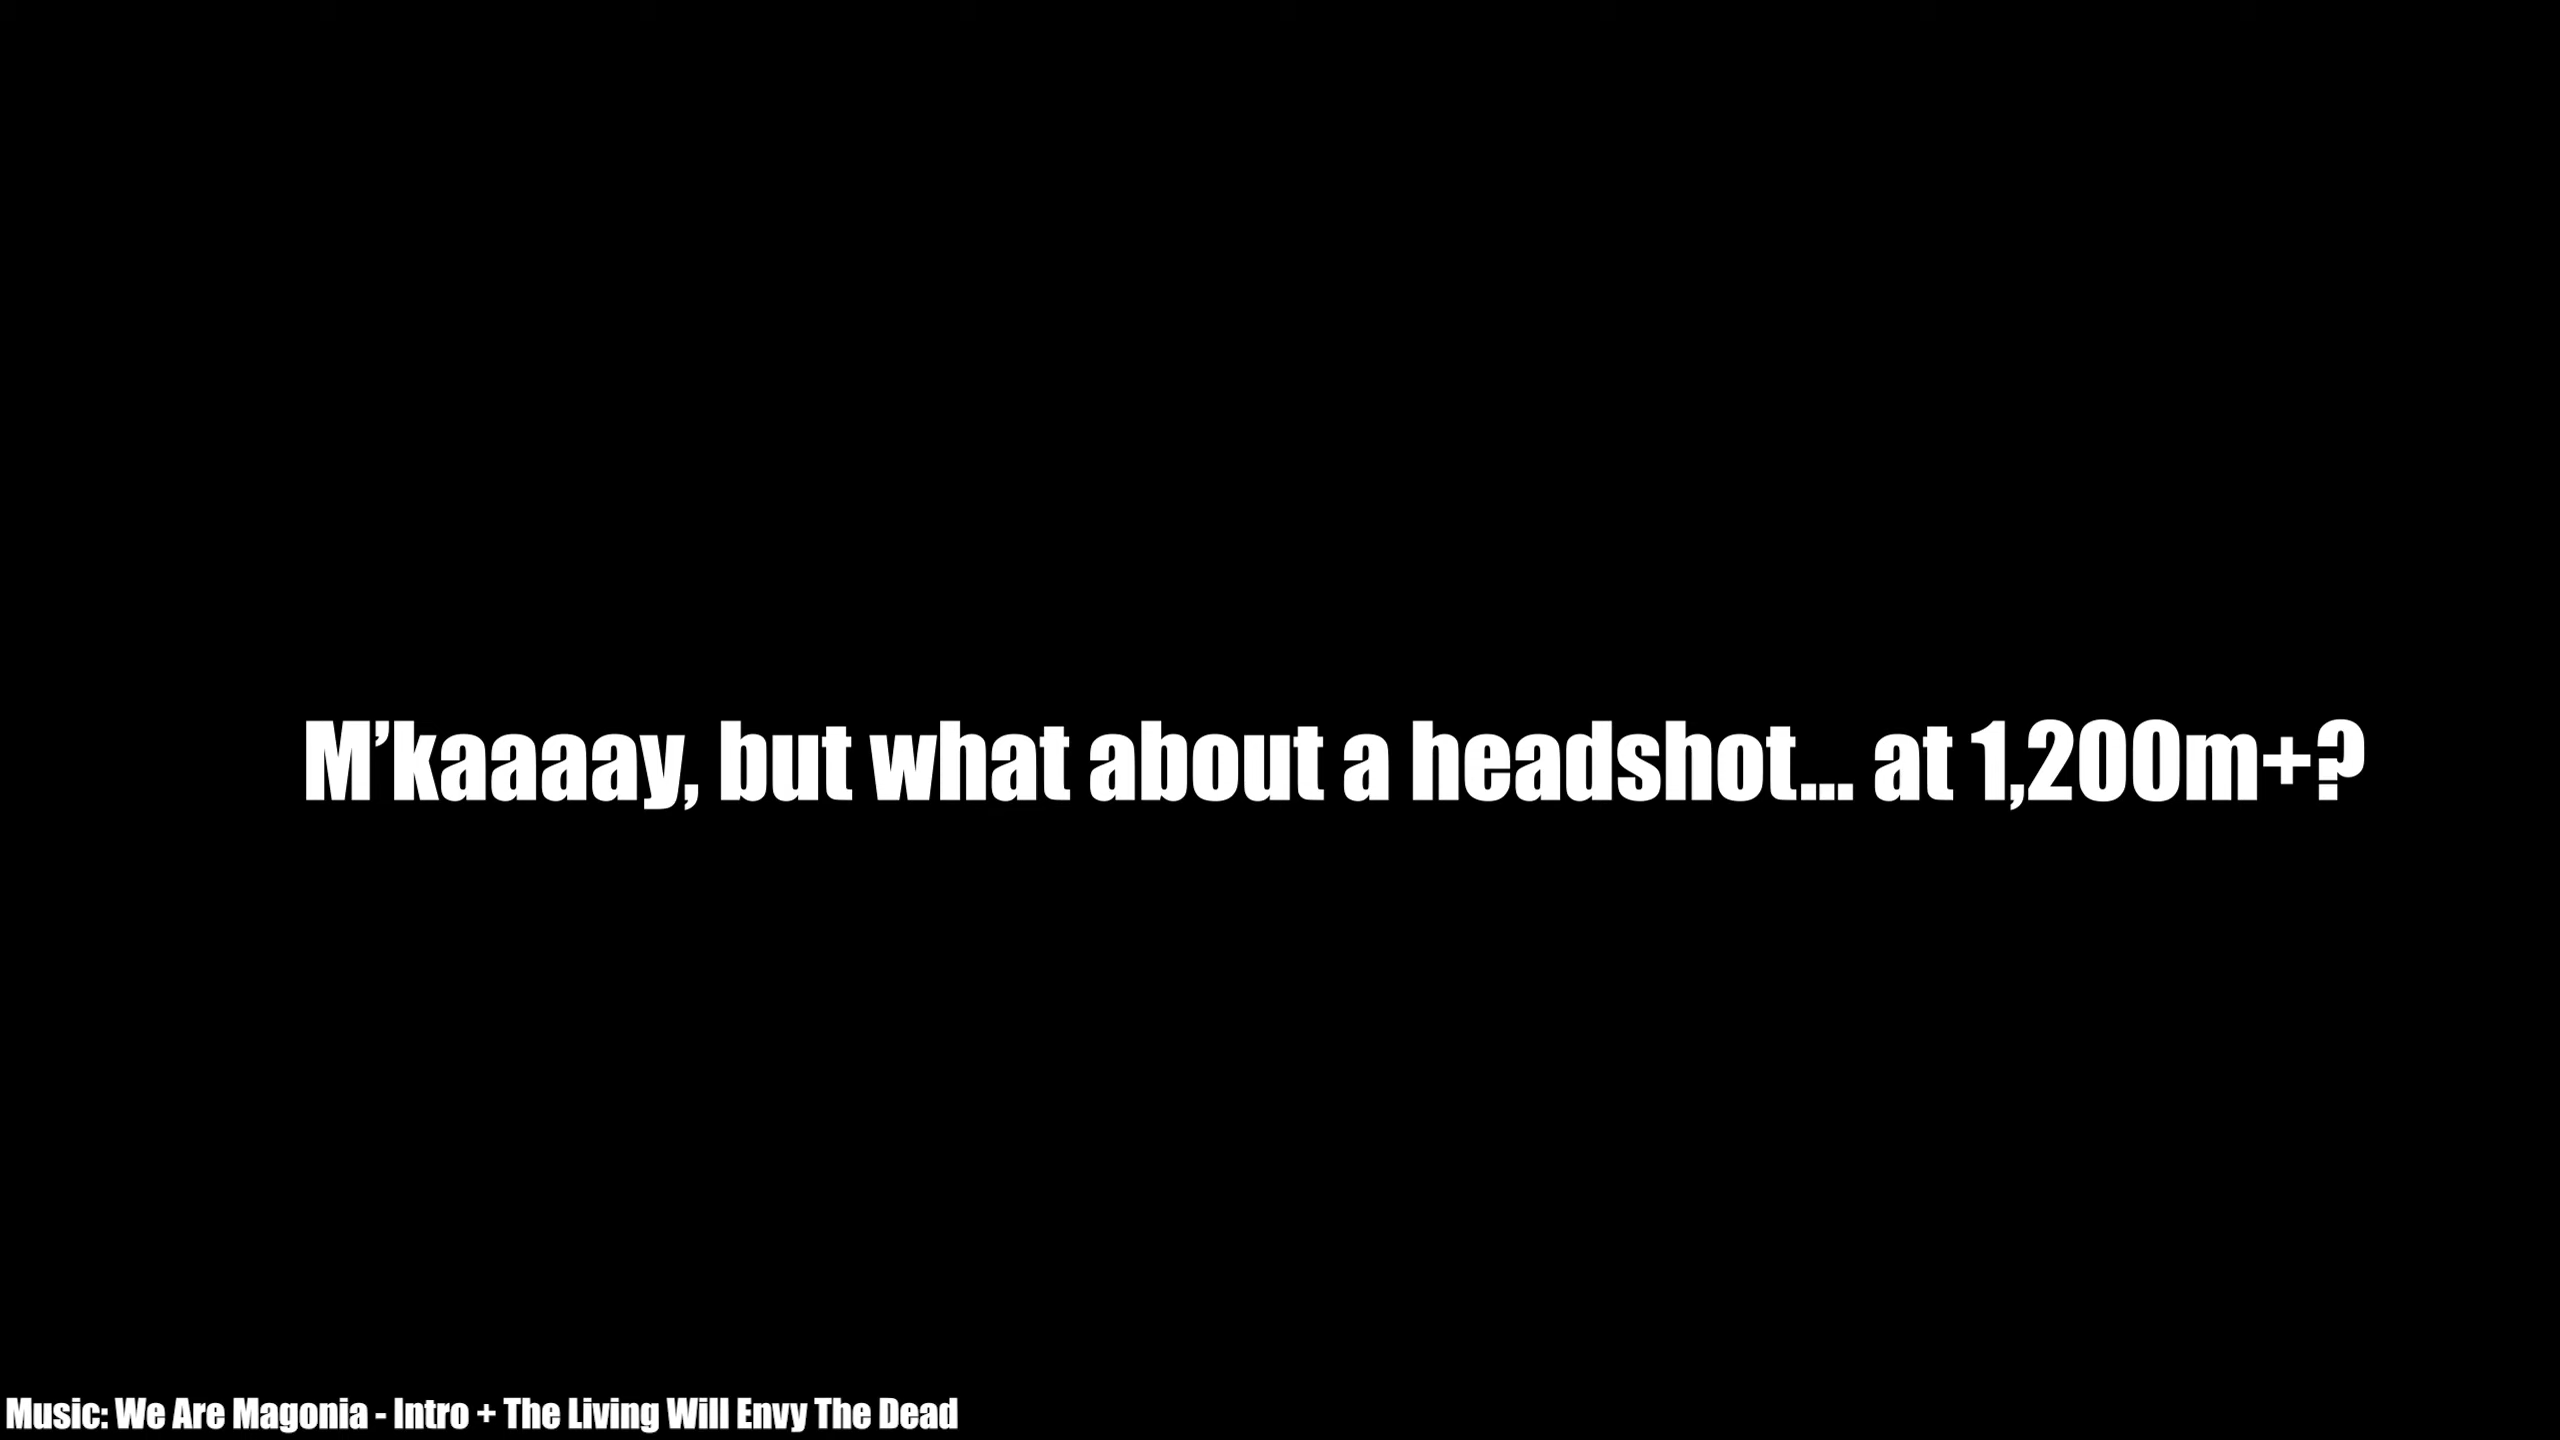 M’kaaaay, but what about a headshot... at 1,200m+?
Music: We Are Magonia - Intro + The Living Will Envy The Dead